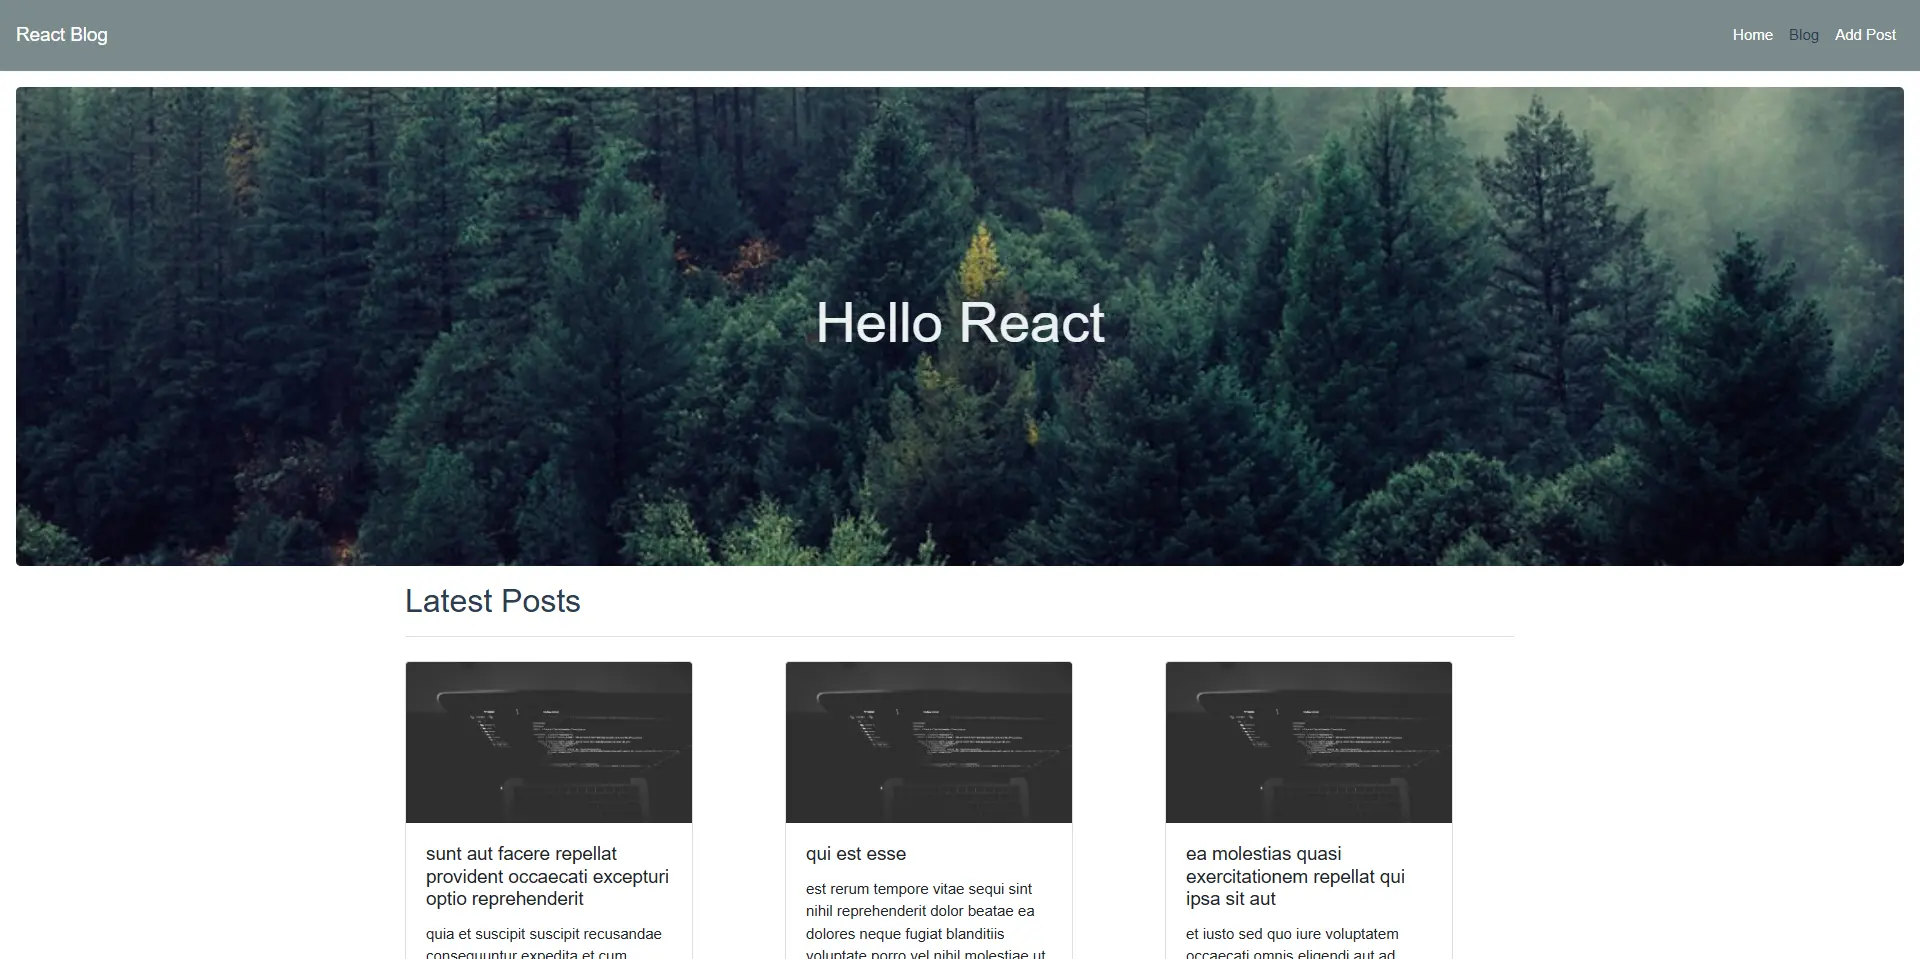 React Blog
Home Blog Add Post
Hello React
Latest Posts
sunt aut facere repellat
provident occaecati excepturi
optio reprehenderit
quia et suscipit suscipit recusandae
consequuntur expedita et cum
qui est esse
est rerum tempore vitae sequi sint
nihil reprehenderit dolor beatae ea
dolores neque fugiat blanditiis
voluptate porro vel nihil molestiae ut
ea molestias quasi
exercitationem repellat qui
ipsa sit aut
et iusto sed quo iure voluptatem
occaecati omnis eligendi aut ad